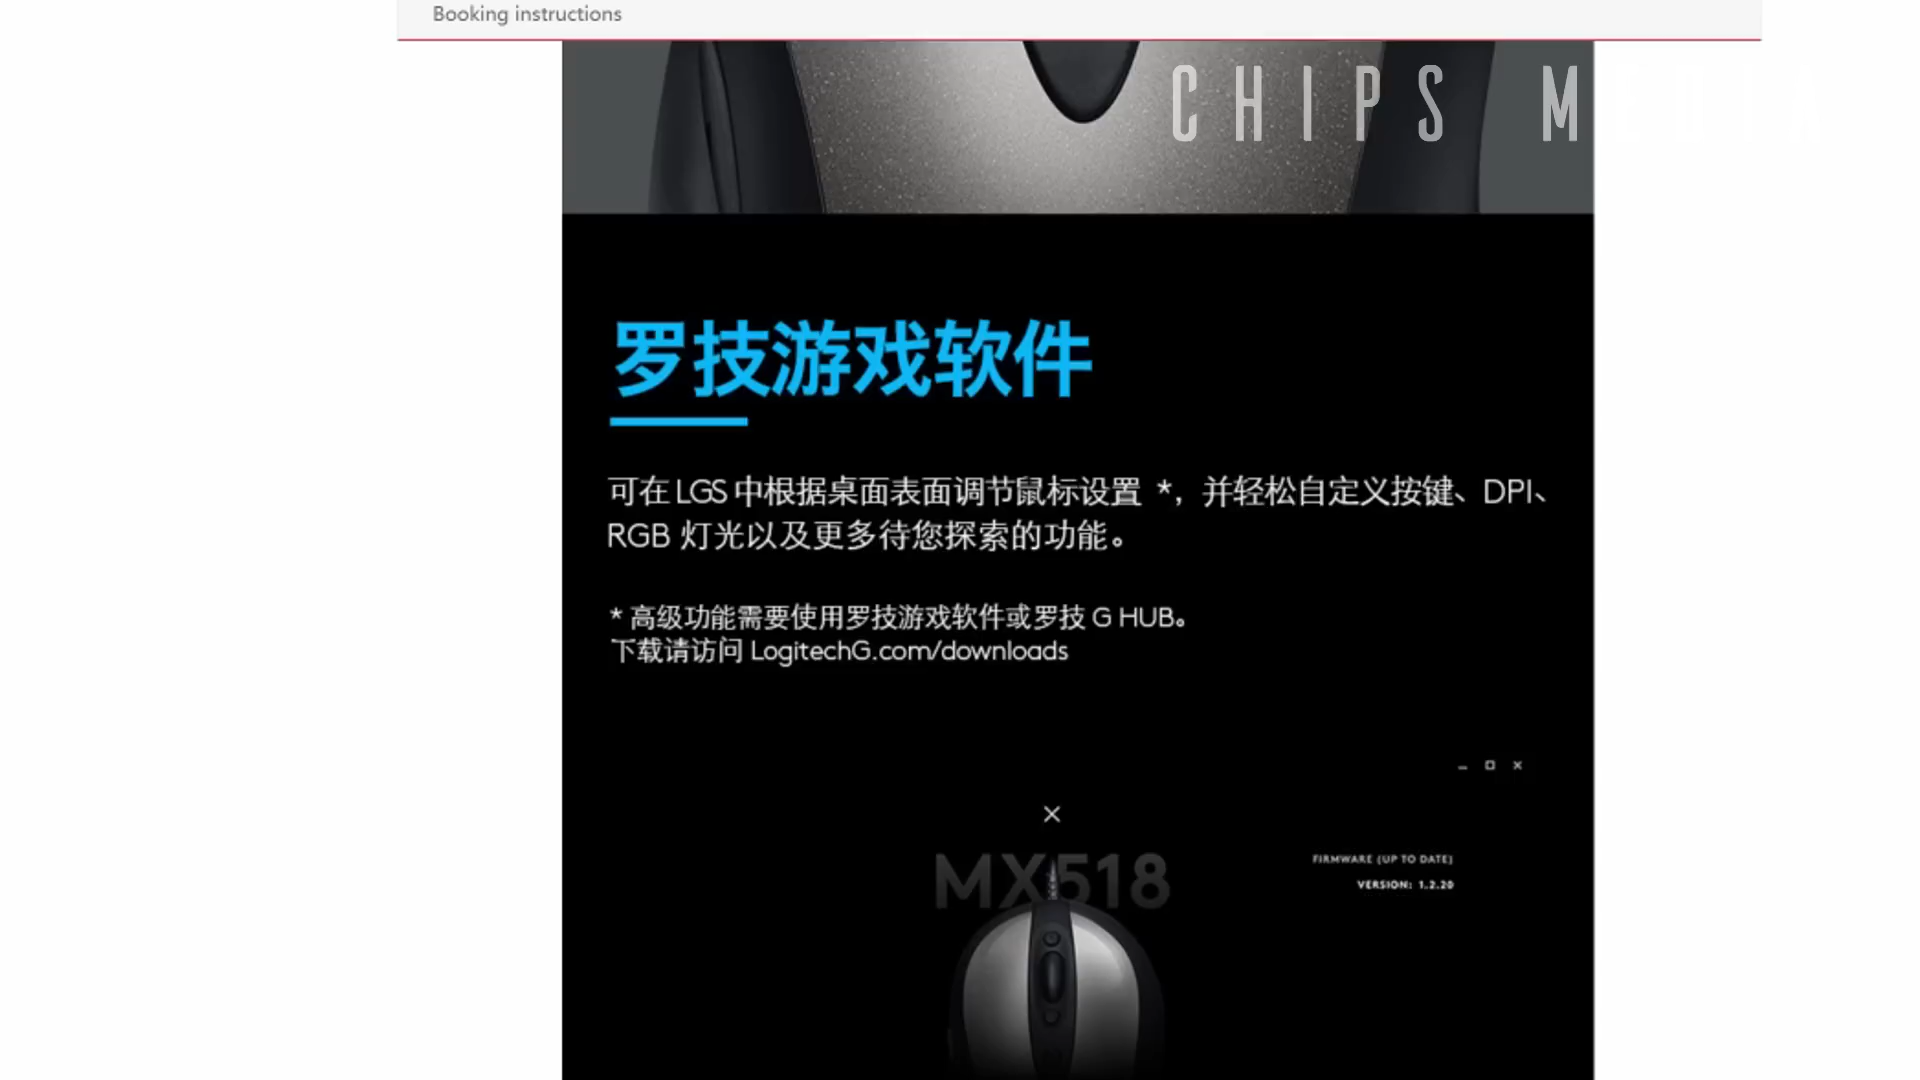 Booking instructions
CHIPS MEDIA
罗技游戏软件
可在 LGS 中根据桌面表面调节鼠标设置 *，并轻松自定义按键、DPI、
RGB 灯光以及更多待您探索的功能。
* 高级功能需要使用罗技游戏软件或罗技 G HUB。
下载请访问 LogitechG.com/downloads
MX518
FIRMWARE (UP TO DATE)
VERSION: 1.2.20